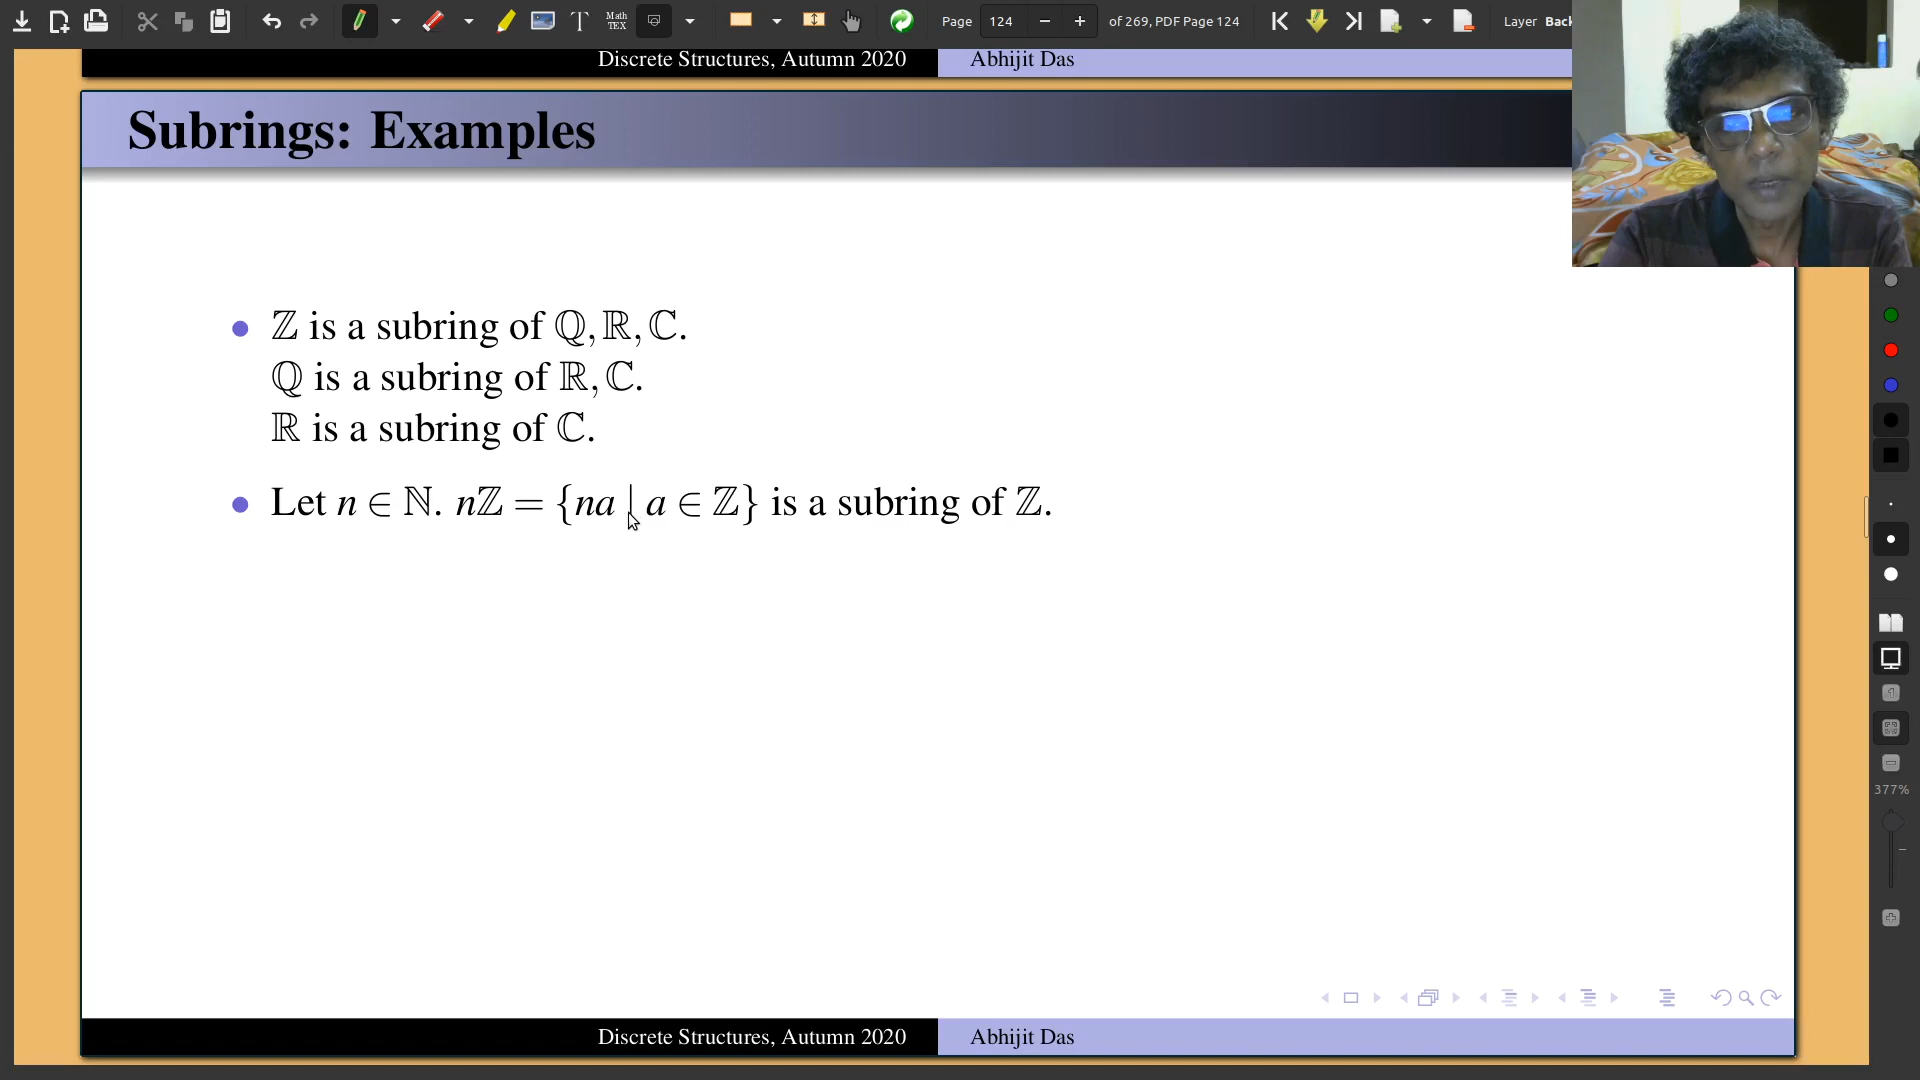 Math
TEX
Page 124 of 269, PDF Page 124
Layer Back
Discrete Structures, Autumn 2020 Abhijit Das
Subrings: Examples
ℤ is a subring of ℚ, ℝ, ℂ.
ℚ is a subring of ℝ, ℂ.
ℝ is a subring of ℂ.
Let n ∈ ℕ. nℤ = {na | a ∈ ℤ} is a subring of ℤ.
377%
Discrete Structures, Autumn 2020 Abhijit Das